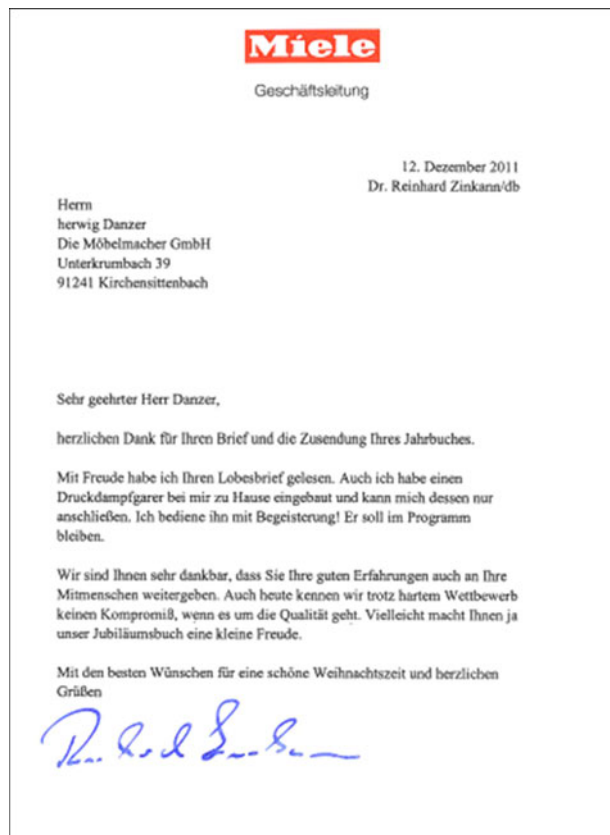 Miele
Geschäftsleitung
12. Dezember 2011
Dr. Reinhard Zinkann/db
Herrn
herwig Danzer
Die Möbelmacher GmbH
Unterkrumbach 39
91241 Kirchensittenbach
Sehr geehrter Herr Danzer,
herzlichen Dank für Ihren Brief und die Zusendung Ihres Jahrbuches.
Mit Freude habe ich Ihren Lobesbrief gelesen. Auch ich habe einen
Druckdampfgarer bei mir zu Hause eingebaut und kann mich dessen nur
anschließen. Ich bediene ihn mit Begeisterung! Er soll im Programm
bleiben.
Wir sind Ihnen sehr dankbar, dass Sie Ihre guten Erfahrungen auch an Ihre
Mitmenschen weitergeben. Auch heute kennen wir trotz hartem Wettbewerb
keinen Kompromiß, wenn es um die Qualität geht. Vielleicht macht Ihnen ja
unser Jubiläumsbuch eine kleine Freude.
Mit den besten Wünschen für eine schöne Weihnachtszeit und herzlichen
Grüßen